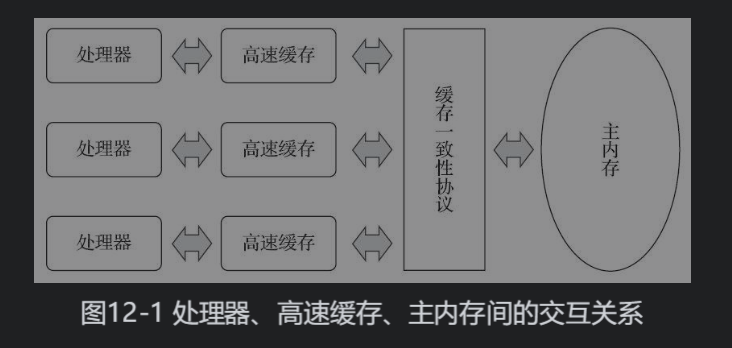 处理器
高速缓存
处理器
高速缓存
处理器
高速缓存
缓存一致性协议
主内存
图12-1 处理器、高速缓存、主内存间的交互关系